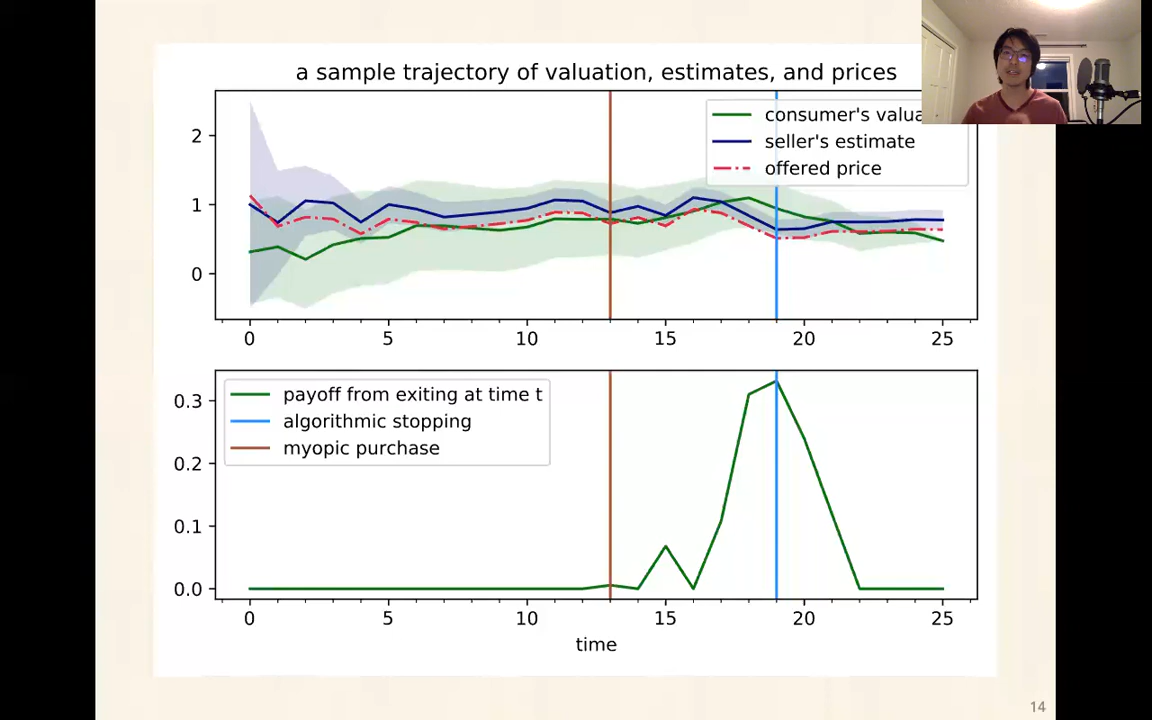 a sample trajectory of valuation, estimates, and prices
consumer's
seller's estimate
offered price
2
1
0
0 5 10 15 20 25
payoff from exiting at time t
algorithmic stopping
myopic purchase
0.3
0.2
0.1
0.0
0 5 10 15 20 25
time
14